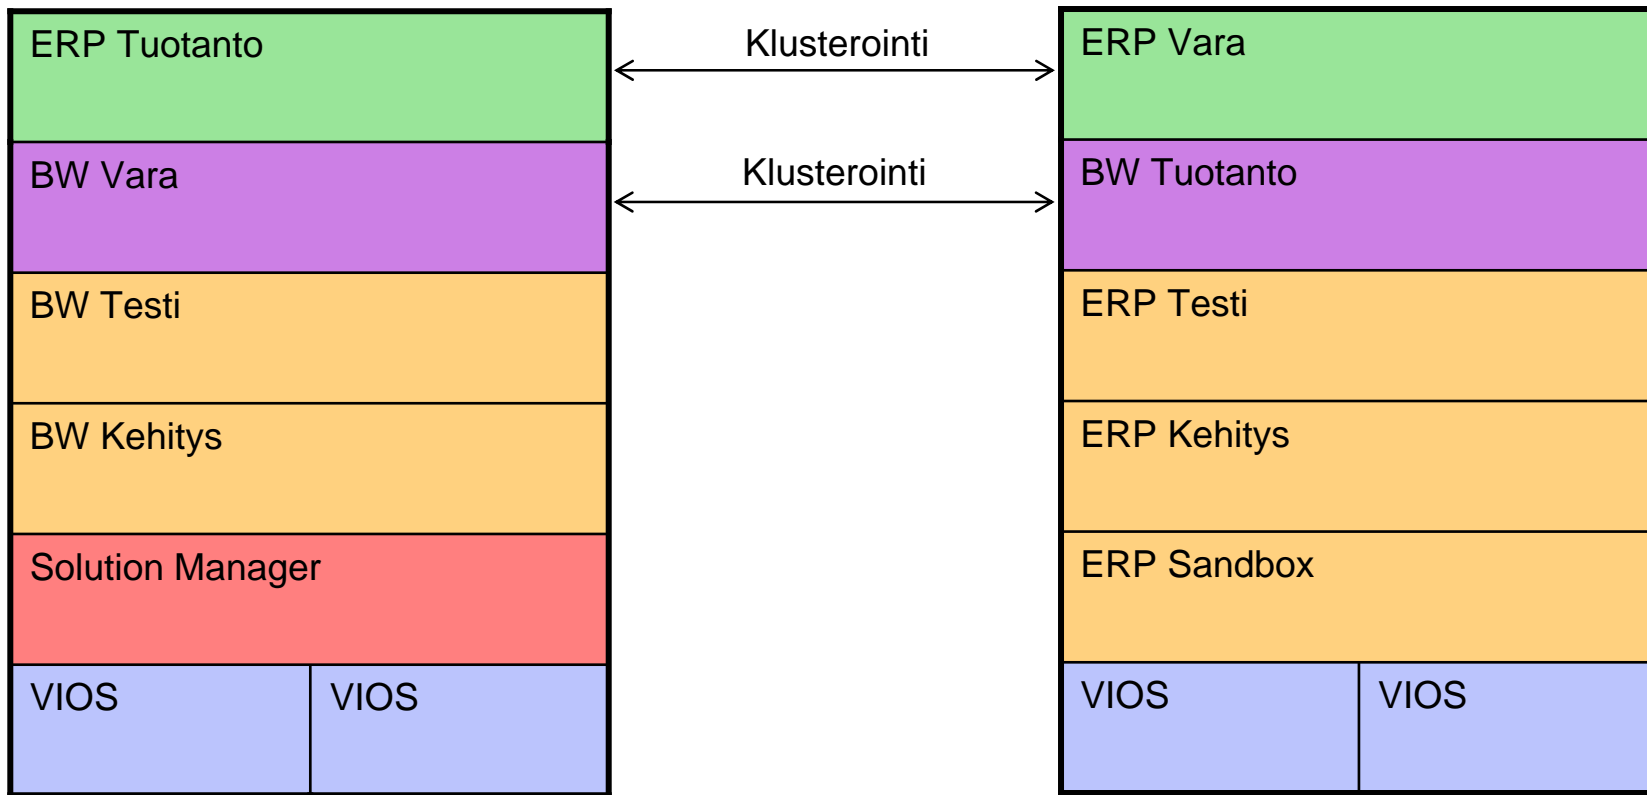 ERP Tuotanto
Klusterointi
ERP Vara
BW Vara
Klusterointi
BW Tuotanto
BW Testi
ERP Testi
BW Kehitys
ERP Kehitys
Solution Manager
ERP Sandbox
VIOS
VIOS
VIOS
VIOS